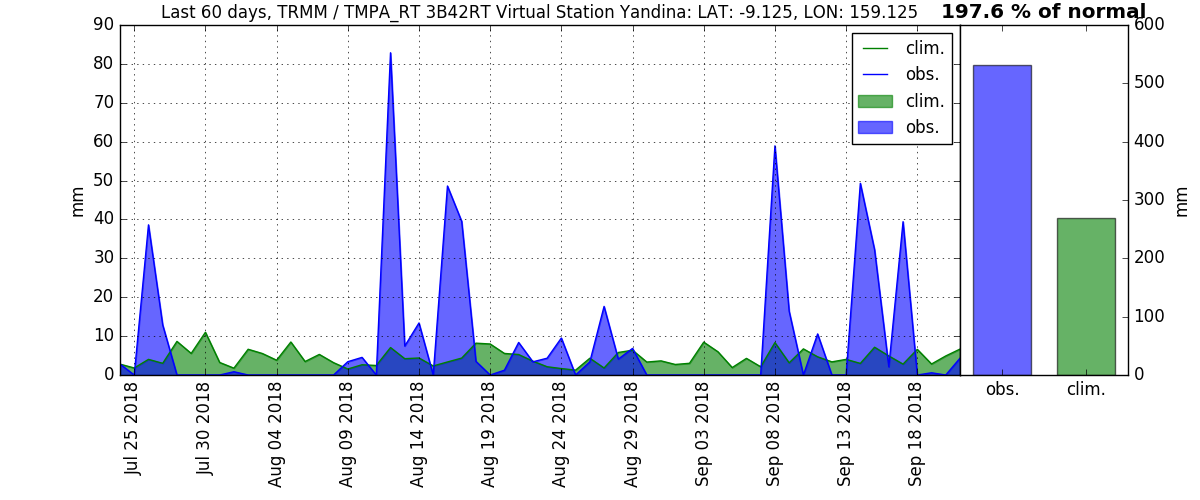 Last 60 days, TRMM / TMPA_RT 3B42RT Virtual Station Yandina: LAT: -9.125, LON: 159.125
197.6 % of normal
90
80
70
60
50
40
30
20
10
0
mm
clim.
obs.
clim.
obs.
600
500
400
300
200
100
0
mm
Jul 25 2018
Jul 30 2018
Aug 04 2018
Aug 09 2018
Aug 14 2018
Aug 19 2018
Aug 24 2018
Aug 29 2018
Sep 03 2018
Sep 08 2018
Sep 13 2018
Sep 18 2018
obs.
clim.